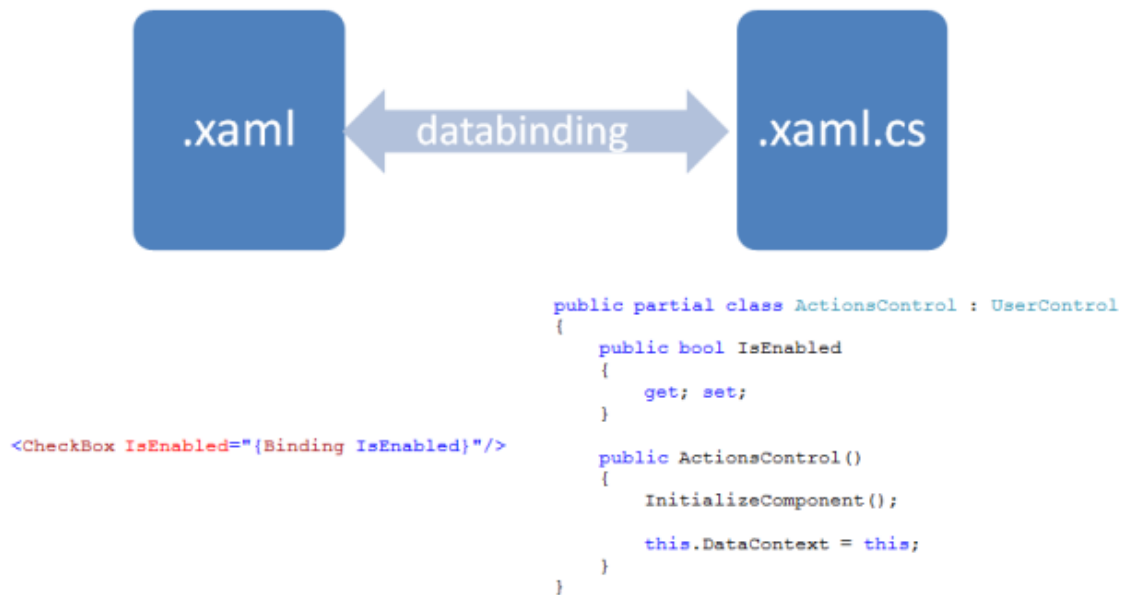 .xaml
databinding
.xaml.cs
<CheckBox IsEnabled="{Binding IsEnabled}"/>
public partial class ActionsControl : UserControl
{
    public bool IsEnabled
    {
        get; set;
    }
    public ActionsControl()
    {
        InitializeComponent();
        this.DataContext = this;
    }
}